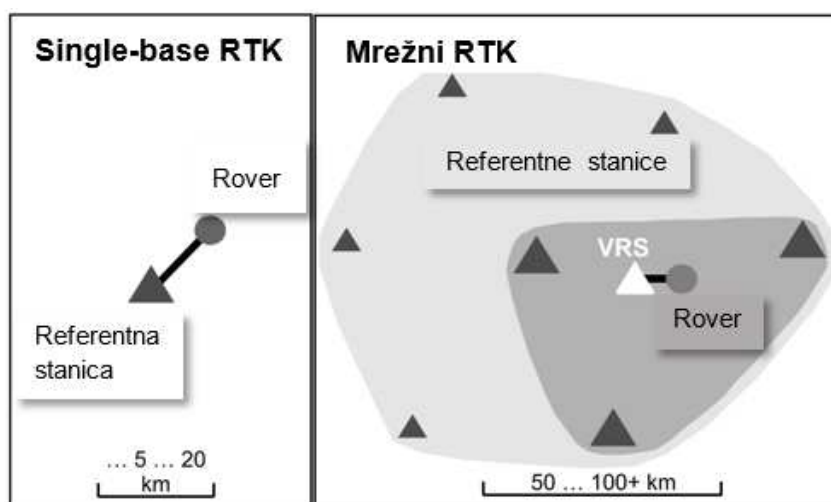 Single-base RTK
Rover
Referentna
stanica
... 5 ... 20
km
Mrežni RTK
Referentne stanice
VRS
Rover
50 ... 100+ km